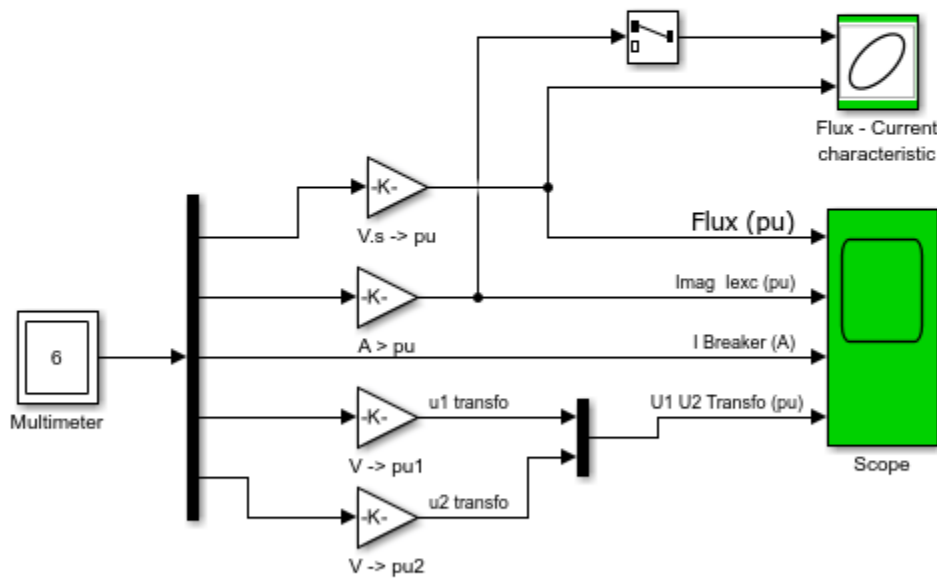 Flux - Current
characteristic
-K-
V.s -> pu
Flux (pu)
-K-
A > pu
Imag Iexc (pu)
6
Multimeter
I Breaker (A)
-K-
u1 transfo
V -> pu1
U1 U2 Transfo (pu)
Scope
-K-
u2 transfo
V -> pu2